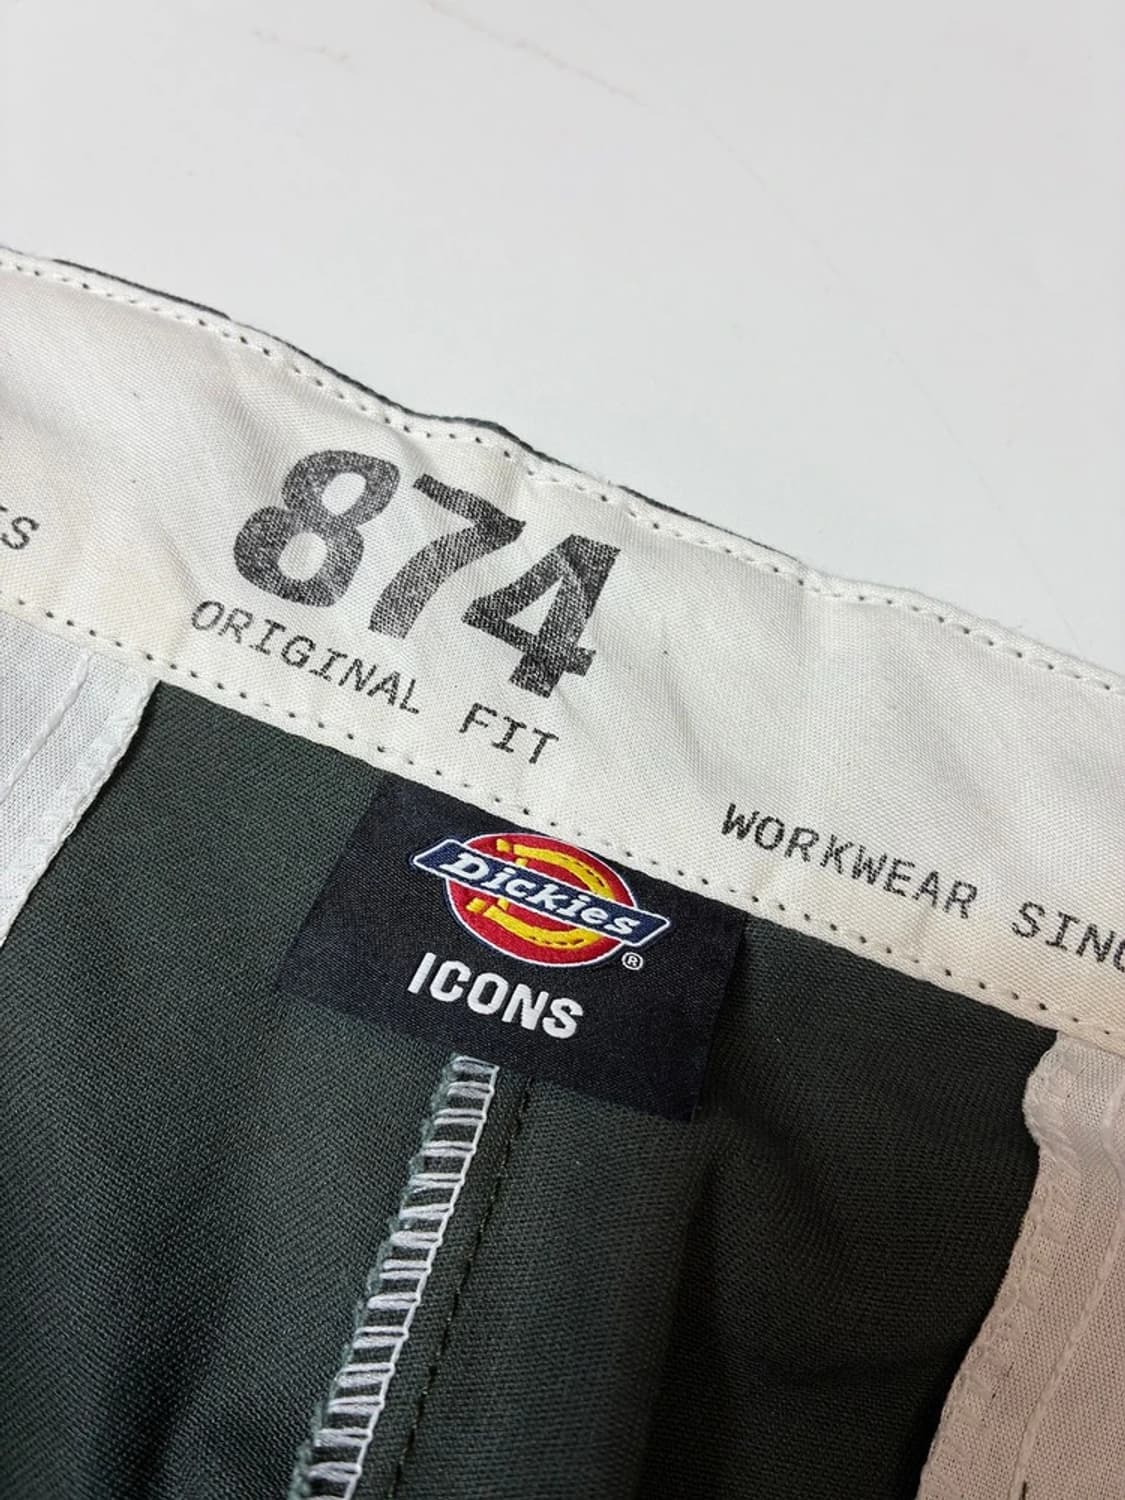 874
ORIGINAL FIT
WORKWEAR
Dickies
®
ICONS